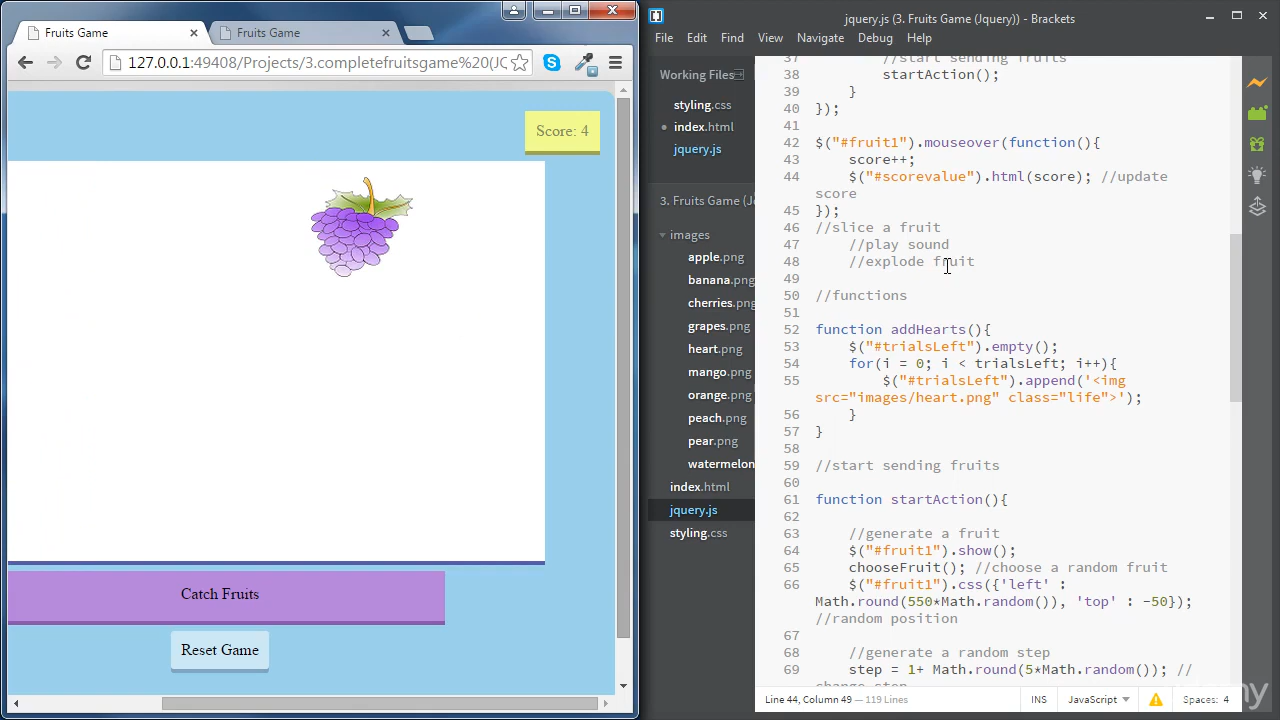 Fruits Game
Fruits Game
127.0.0.1:49408/Projects/3.completefruitsgame%20(JC
Score: 4
Catch Fruits
Reset Game
jquery.js (3. Fruits Game (Jquery)) - Brackets
File Edit Find View Navigate Debug Help
Working Files
styling.css
index.html
jquery.js
3. Fruits Game (Jc
images
apple.png
banana.png
cherries.png
grapes.png
heart.png
mango.png
orange.png
peach.png
pear.png
watermelon
index.html
jquery.js
styling.css
37 //start sending fruits
38 startAction();
39 }
40 });
41
42 $("#fruit1").mouseover(function(){
43 score++;
44 $("#scorevalue").html(score); //update
score
45 });
46 //slice a fruit
47 //play sound
48 //explode fruit
49
50 //functions
51
52 function addHearts(){
53 $("#trialsLeft").empty();
54 for(i = 0; i < trialsLeft; i++){
55 $("#trialsLeft").append('<img
src="images/heart.png" class="life">');
56 }
57 }
58
59 //start sending fruits
60
61 function startAction(){
62
63 //generate a fruit
64 $("#fruit1").show();
65 chooseFruit(); //choose a random fruit
66 $("#fruit1").css({'left' :
Math.round(550*Math.random()), 'top' : -50});
//random position
67
68 //generate a random step
69 step = 1+ Math.round(5*Math.random()); //
change step
Line 44, Column 49 — 119 Lines
INS JavaScript Spaces: 4